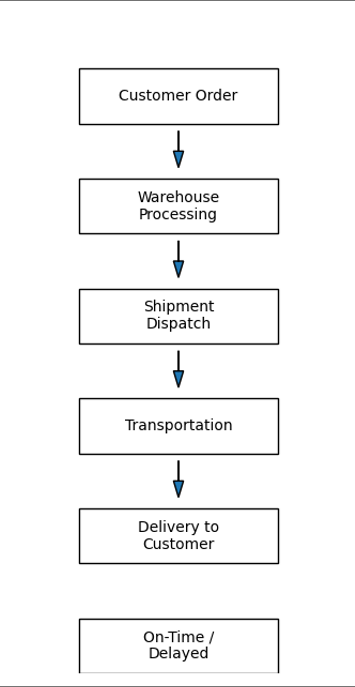 Customer Order
Warehouse
Processing
Shipment
Dispatch
Transportation
Delivery to
Customer
On-Time /
Delayed